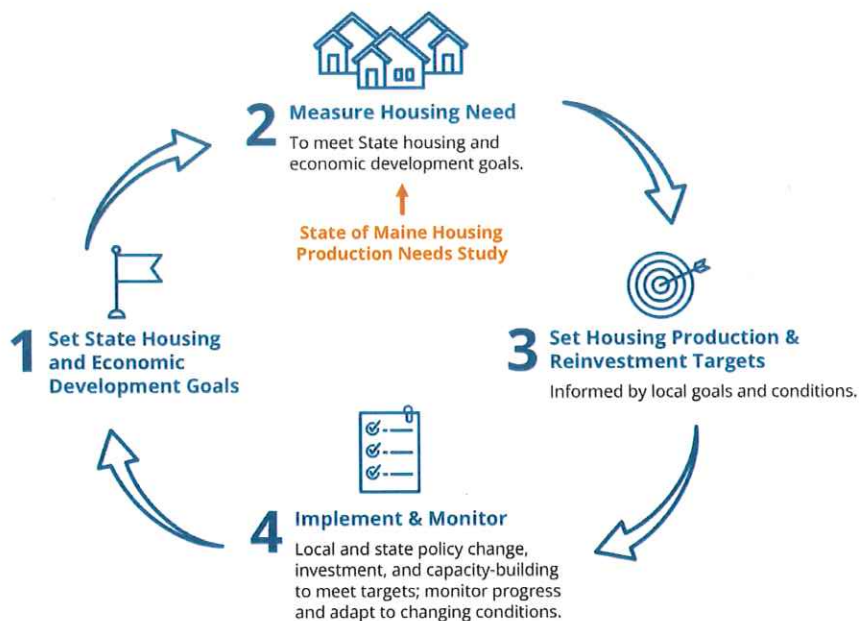 1 Set State Housing
and Economic
Development Goals
2 Measure Housing Need
To meet State housing and
economic development goals.
State of Maine Housing
Production Needs Study
3 Set Housing Production &
Reinvestment Targets
Informed by local goals and conditions.
4 Implement & Monitor
Local and state policy change,
investment, and capacity-building
to meet targets; monitor progress
and adapt to changing conditions.